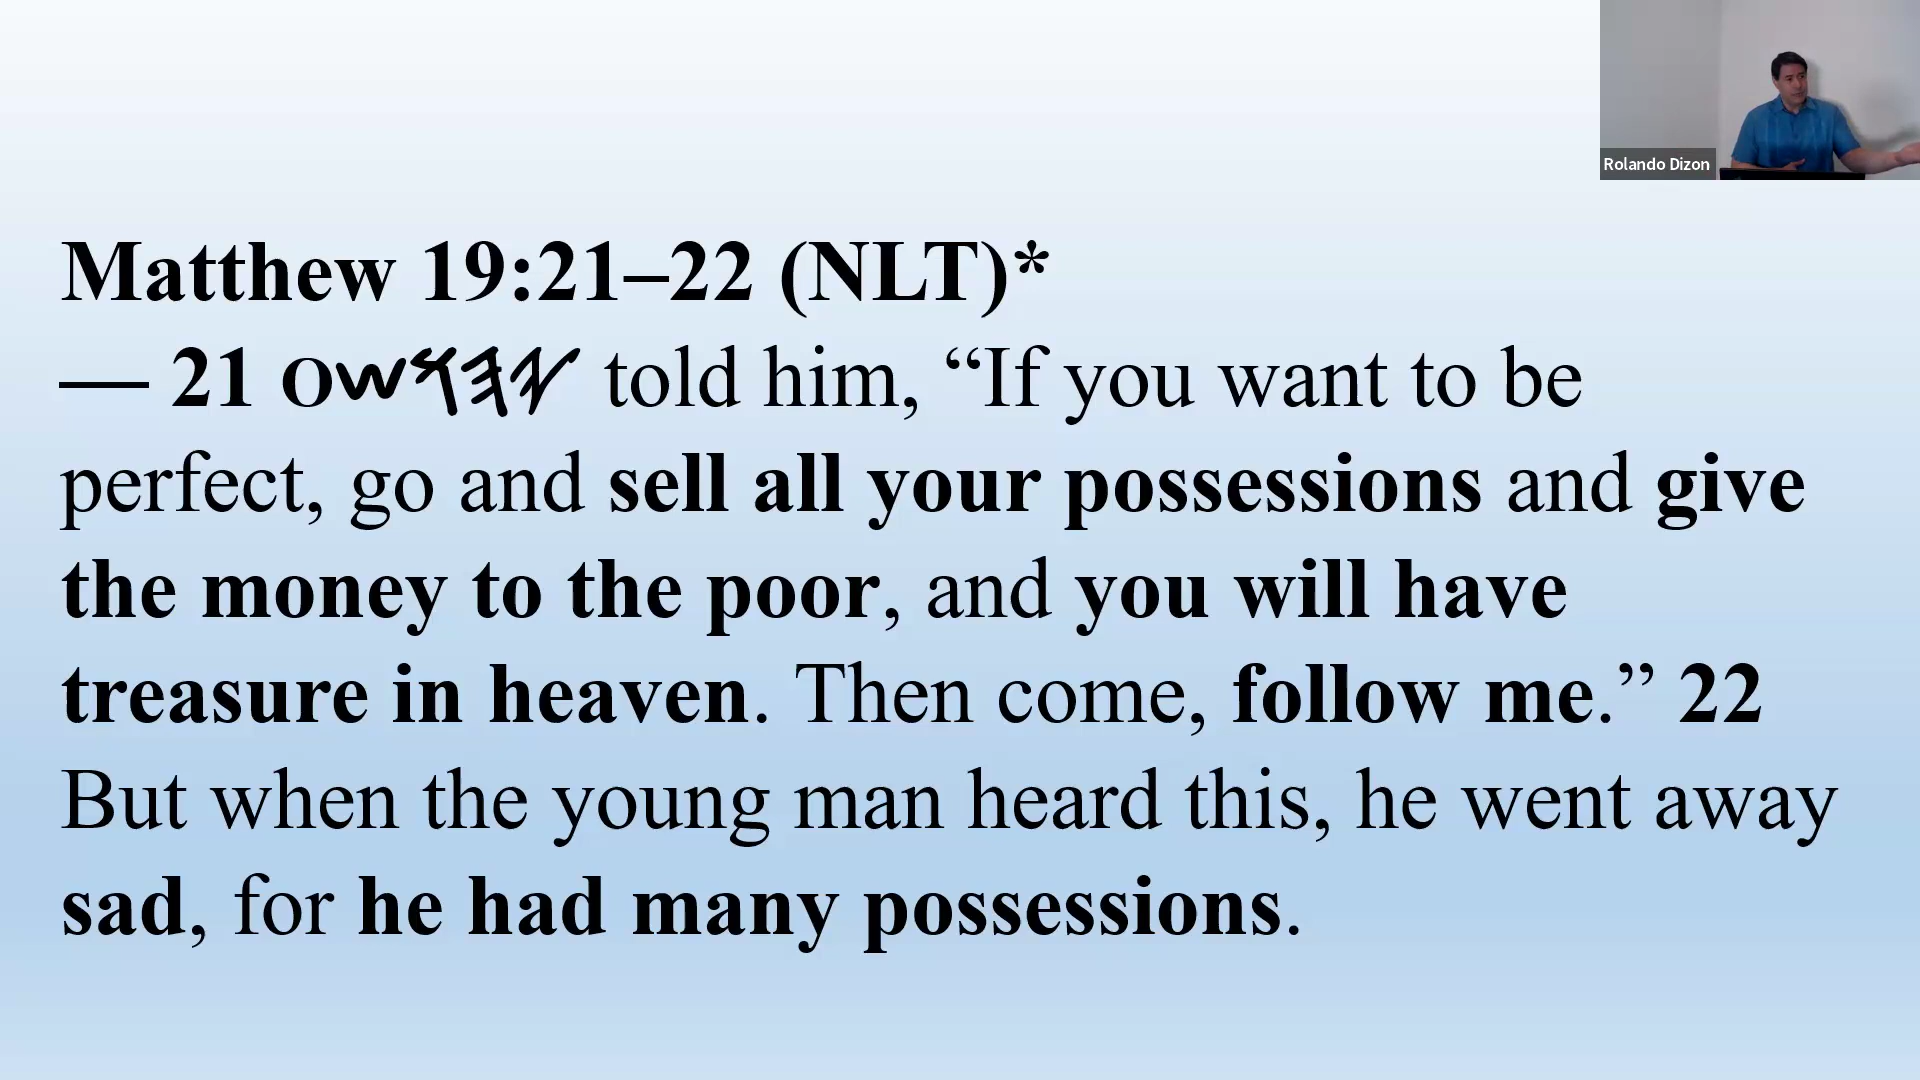 Rolando Dizon
Matthew 19:21–22 (NLT)*
— 21 𐤉𐤄𐤅𐤔𐤏 told him, “If you want to be
perfect, go and sell all your possessions and give
the money to the poor, and you will have
treasure in heaven. Then come, follow me.” 22
But when the young man heard this, he went away
sad, for he had many possessions.